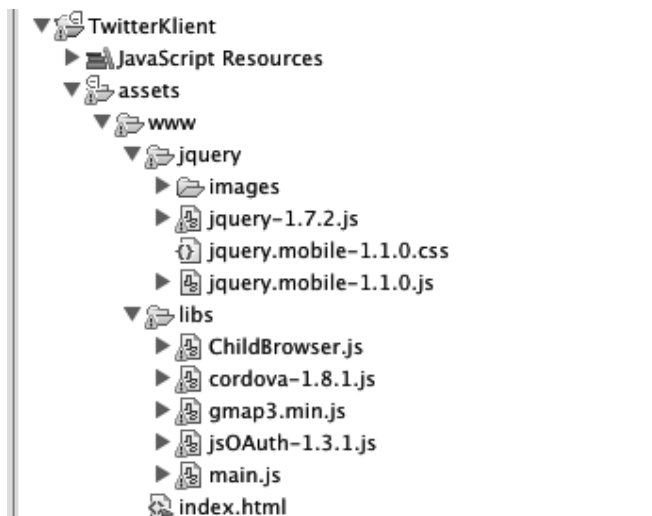 TwitterKlient
JavaScript Resources
assets
www
jquery
images
jquery-1.7.2.js
jquery.mobile-1.1.0.css
jquery.mobile-1.1.0.js
libs
ChildBrowser.js
cordova-1.8.1.js
gmap3.min.js
jsOAuth-1.3.1.js
main.js
index.html